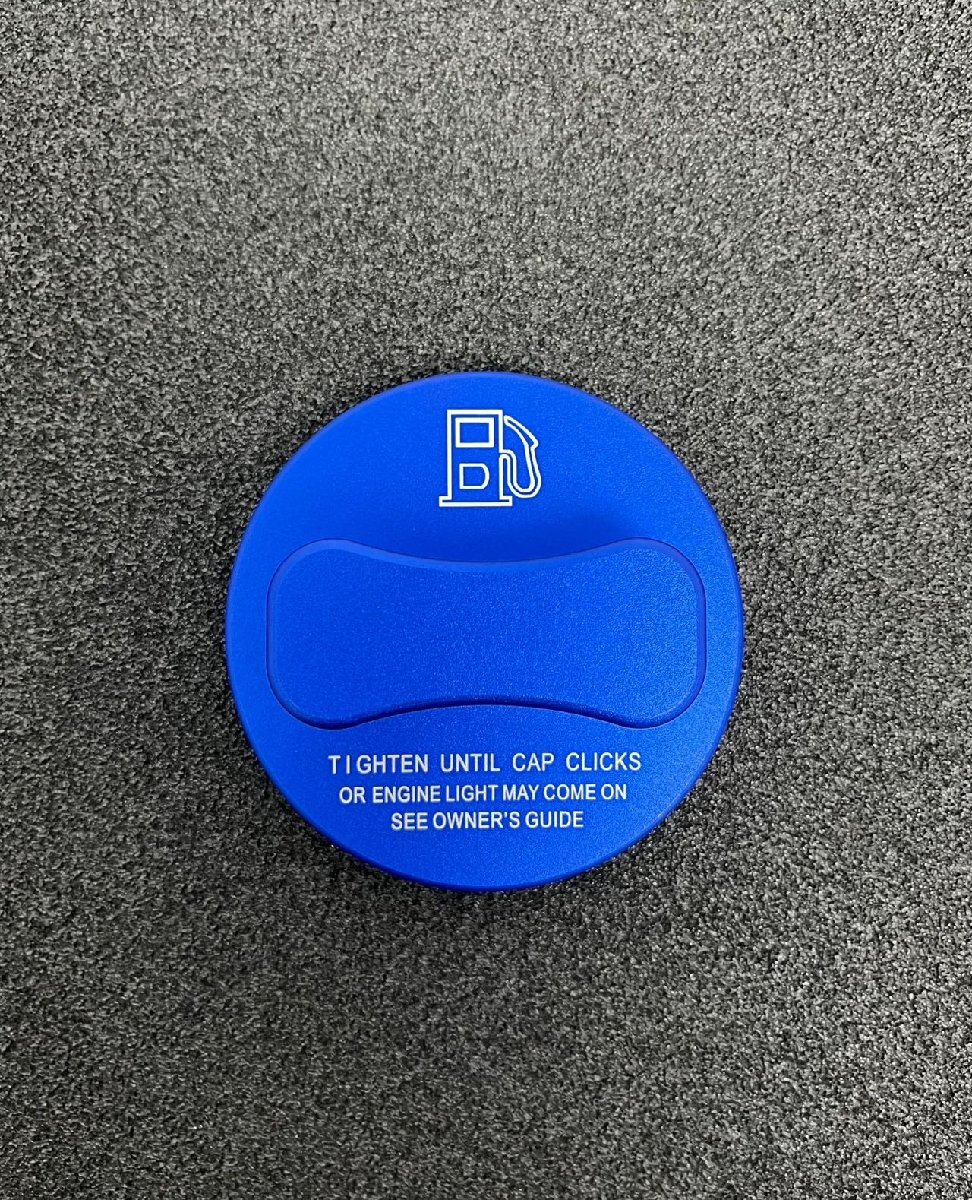 TIGHTEN UNTIL CAP CLICKS
OR ENGINE LIGHT MAY COME ON
SEE OWNER'S GUIDE